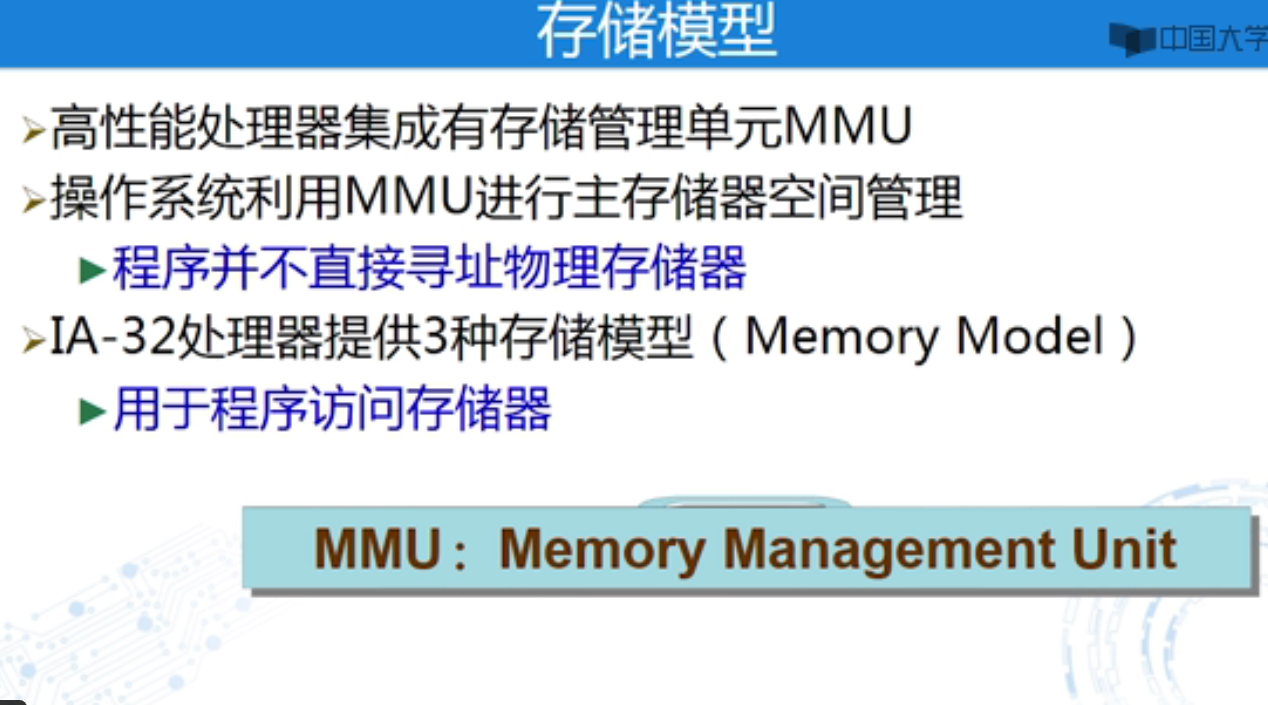 存储模型
中国大学
高性能处理器集成有存储管理单元MMU
操作系统利用MMU进行主存储器空间管理
程序并不直接寻址物理存储器
IA-32处理器提供3种存储模型（Memory Model）
用于程序访问存储器
MMU：Memory Management Unit